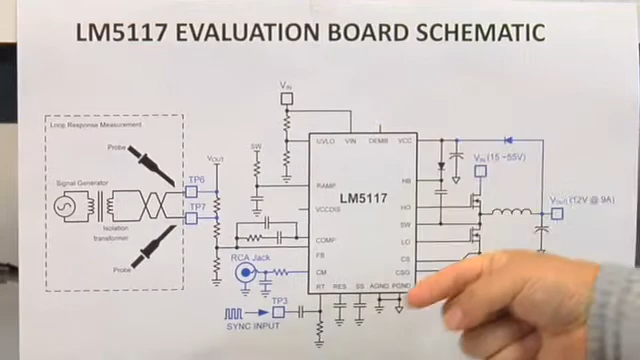 LM5117 EVALUATION BOARD SCHEMATIC
Loop Response Measurement
Probe
Signal Generator
Isolation
transformer
Probe
TP6
TP7
VOUT
SW
VIN
UVLO
VIN
DEMB
VCC
RAMP
VCCDIS
LM5117
HB
HO
SW
LO
CS
CSG
COMP
FB
CM
RT
RES
SS
AGND
PGND
VIN (15 ~55V)
VOUT (12V @ 9A)
RCA Jack
TP3
SYNC INPUT